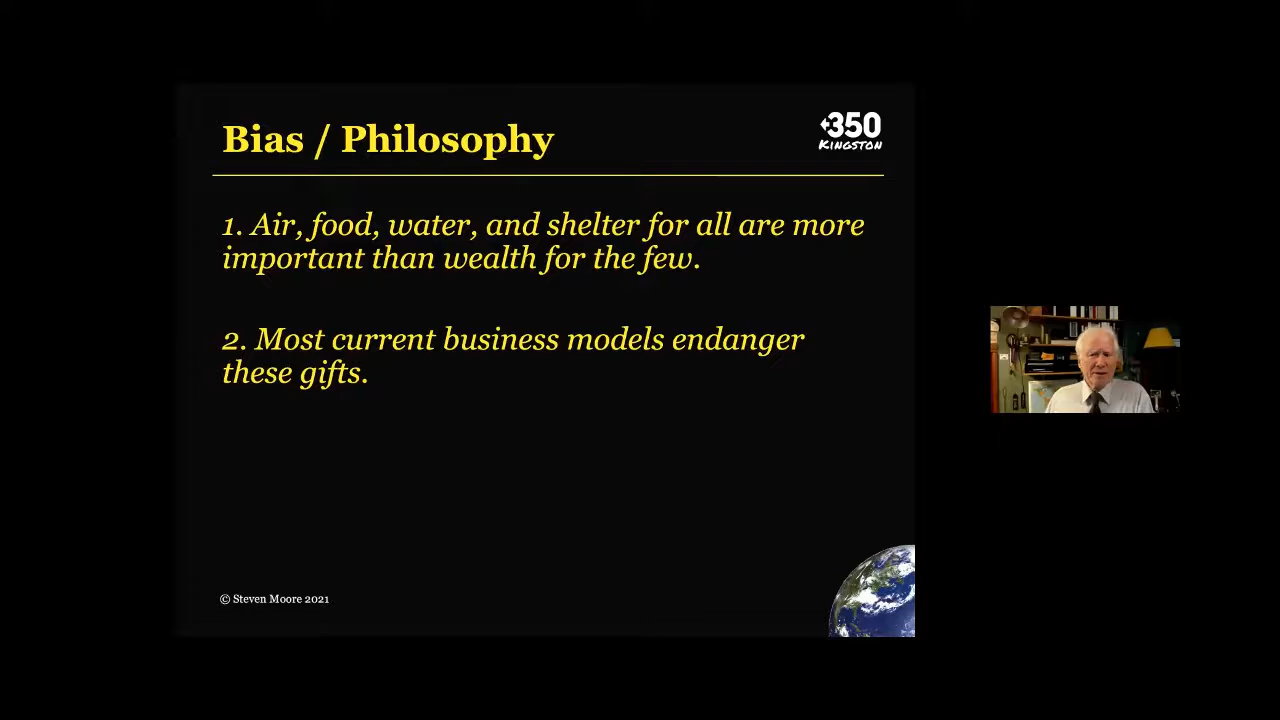 Bias / Philosophy
350
KINGSTON
1. Air, food, water, and shelter for all are more
important than wealth for the few.
2. Most current business models endanger
these gifts.
© Steven Moore 2021